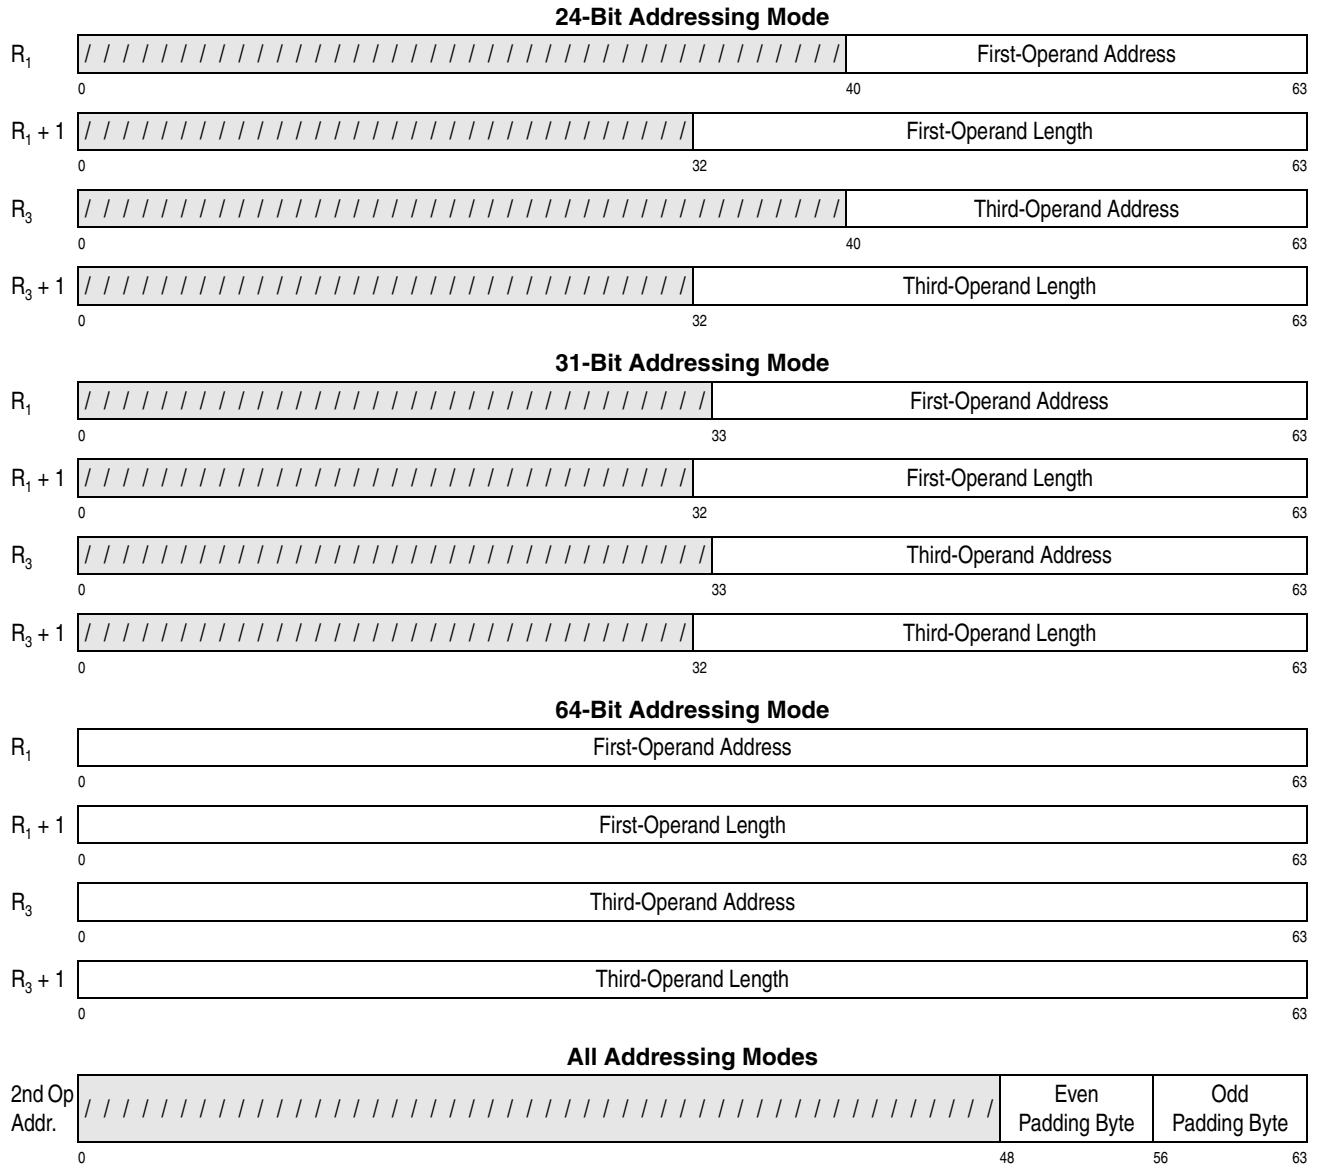 24-Bit Addressing Mode
R1 / / / / / / / / / / / / / / / / / / / / / / / / / / / / / / / / / / / / / / / / First-Operand Address
0 40 63
R1 + 1 / / / / / / / / / / / / / / / / / / / / / / / / / / / / / / / / First-Operand Length
0 32 63
R3 / / / / / / / / / / / / / / / / / / / / / / / / / / / / / / / / / / / / / / / / Third-Operand Address
0 40 63
R3 + 1 / / / / / / / / / / / / / / / / / / / / / / / / / / / / / / / / Third-Operand Length
0 32 63
31-Bit Addressing Mode
R1 / / / / / / / / / / / / / / / / / / / / / / / / / / / / / / / / / First-Operand Address
0 33 63
R1 + 1 / / / / / / / / / / / / / / / / / / / / / / / / / / / / / / / / First-Operand Length
0 32 63
R3 / / / / / / / / / / / / / / / / / / / / / / / / / / / / / / / / / Third-Operand Address
0 33 63
R3 + 1 / / / / / / / / / / / / / / / / / / / / / / / / / / / / / / / / Third-Operand Length
0 32 63
64-Bit Addressing Mode
R1 First-Operand Address
0 63
R1 + 1 First-Operand Length
0 63
R3 Third-Operand Address
0 63
R3 + 1 Third-Operand Length
0 63
All Addressing Modes
2nd Op Even Odd
Addr. / / / / / / / / / / / / / / / / / / / / / / / / / / / / / / / / / / / / / / / / / / / / / / / / Padding Byte Padding Byte
0 48 56 63